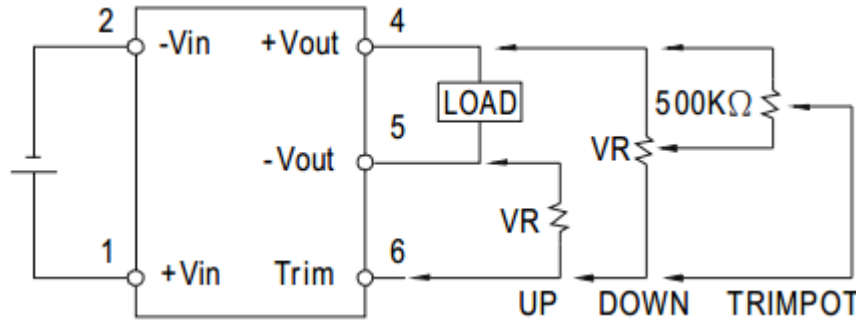 2 -Vin +Vout 4
LOAD
500KΩ
5
-Vout
VR
VR
1 +Vin Trim 6
UP DOWN TRIMPOT